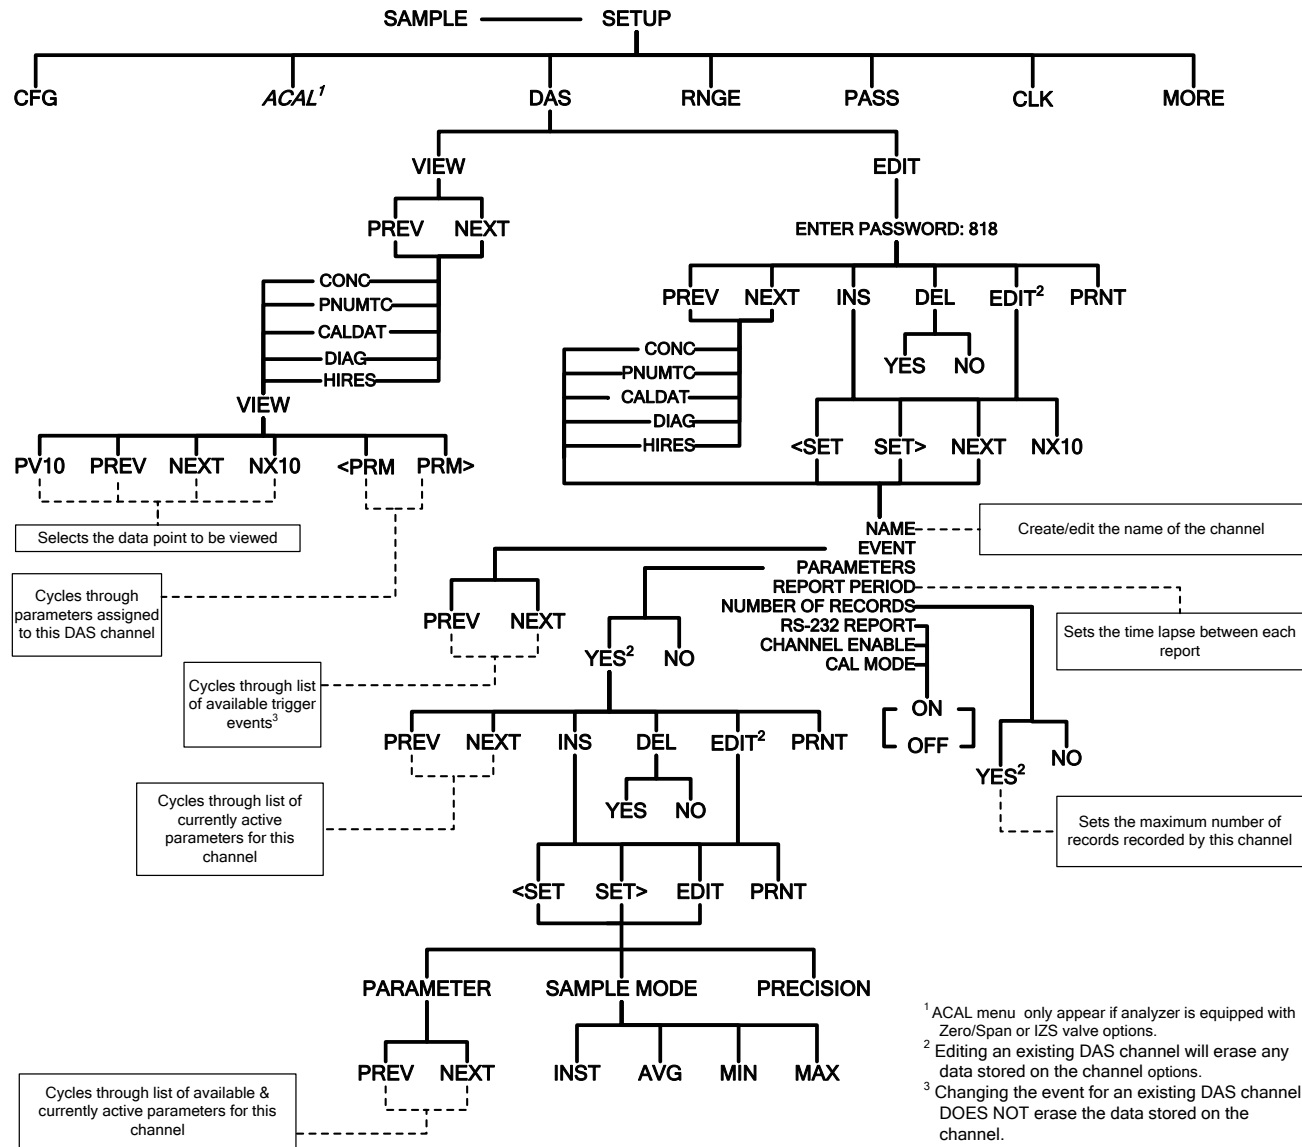 SAMPLE SETUP
CFG ACAL1 DAS RNGE PASS CLK MORE
VIEW EDIT
PREV NEXT
ENTER PASSWORD: 818
CONC
PNUMTC
CALDAT
DIAG
HIRES
VIEW
PV10 PREV NEXT NX10 <PRM PRM>
Selects the data point to be viewed
Cycles through
parameters assigned
to this DAS channel
PREV NEXT INS DEL EDIT2 PRNT
YES NO
CONC
PNUMTC
CALDAT
DIAG
HIRES
<SET SET> NEXT NX10
NAME
Create/edit the name of the channel
EVENT
PARAMETERS
REPORT PERIOD
NUMBER OF RECORDS
RS-232 REPORT
CHANNEL ENABLE
CAL MODE
Sets the time lapse between each
report
PREV NEXT
Cycles through list
of available trigger
events3
YES2 NO
ON
OFF
YES2 NO
Sets the maximum number of
records recorded by this channel
PREV NEXT INS DEL EDIT2 PRNT
Cycles through list of
currently active
parameters for this
channel
YES NO
<SET SET> EDIT PRNT
PARAMETER SAMPLE MODE PRECISION
PREV NEXT INST AVG MIN MAX
Cycles through list of available &
currently active parameters for this
channel
1 ACAL menu only appear if analyzer is equipped with
Zero/Span or IZS valve options.
2 Editing an existing DAS channel will erase any
data stored on the channel options.
3 Changing the event for an existing DAS channel
DOES NOT erase the data stored on the
channel.